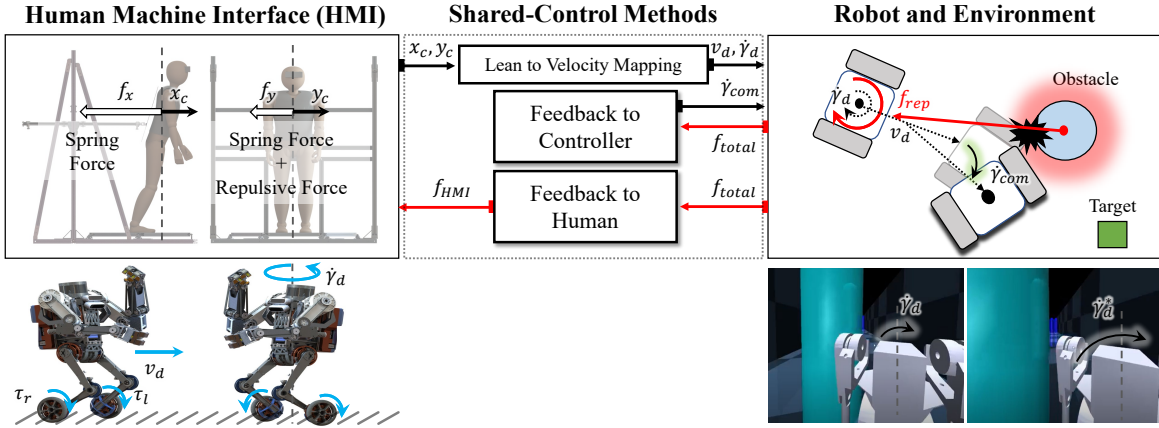 Human Machine Interface (HMI)
f_x
x_c
Spring
Force
f_y
y_c
Spring Force
+
Repulsive Force
γ̇_d
v_d
τ_r
τ_l
Shared-Control Methods
x_c, y_c
Lean to Velocity Mapping
v_d, γ̇_d
γ̇_com
Feedback to
Controller
f_total
f_HMI
Feedback to
Human
f_total
Robot and Environment
Obstacle
γ̇_d
f_rep
v_d
γ̇_com
Target
γ̇_d
γ̇_d^*